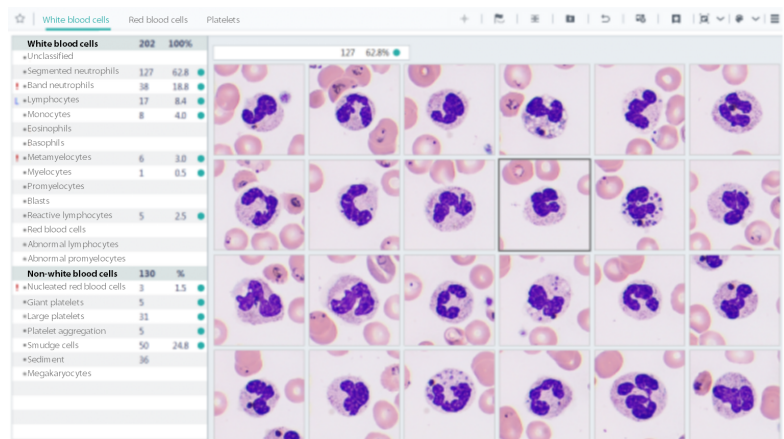 White blood cells Red blood cells Platelets
White blood cells 202 100%
Unclassified
Segmented neutrophils 127 62.8
Band neutrophils 38 18.8
L Lymphocytes 17 8.4
Monocytes 8 4.0
Eosinophils
Basophils
Metamyelocytes 6 3.0
Myelocytes 1 0.5
Promyelocytes
Blasts
Reactive lymphocytes 5 2.5
Red blood cells
Abnormal lymphocytes
Abnormal promyelocytes
Non-white blood cells 130 %
Nucleated red blood cells 3 1.5
Giant platelets 5
Large platelets 31
Platelet aggregation 5
Smudge cells 50 24.8
Sediment 36
Megakaryocytes
127 62.8%